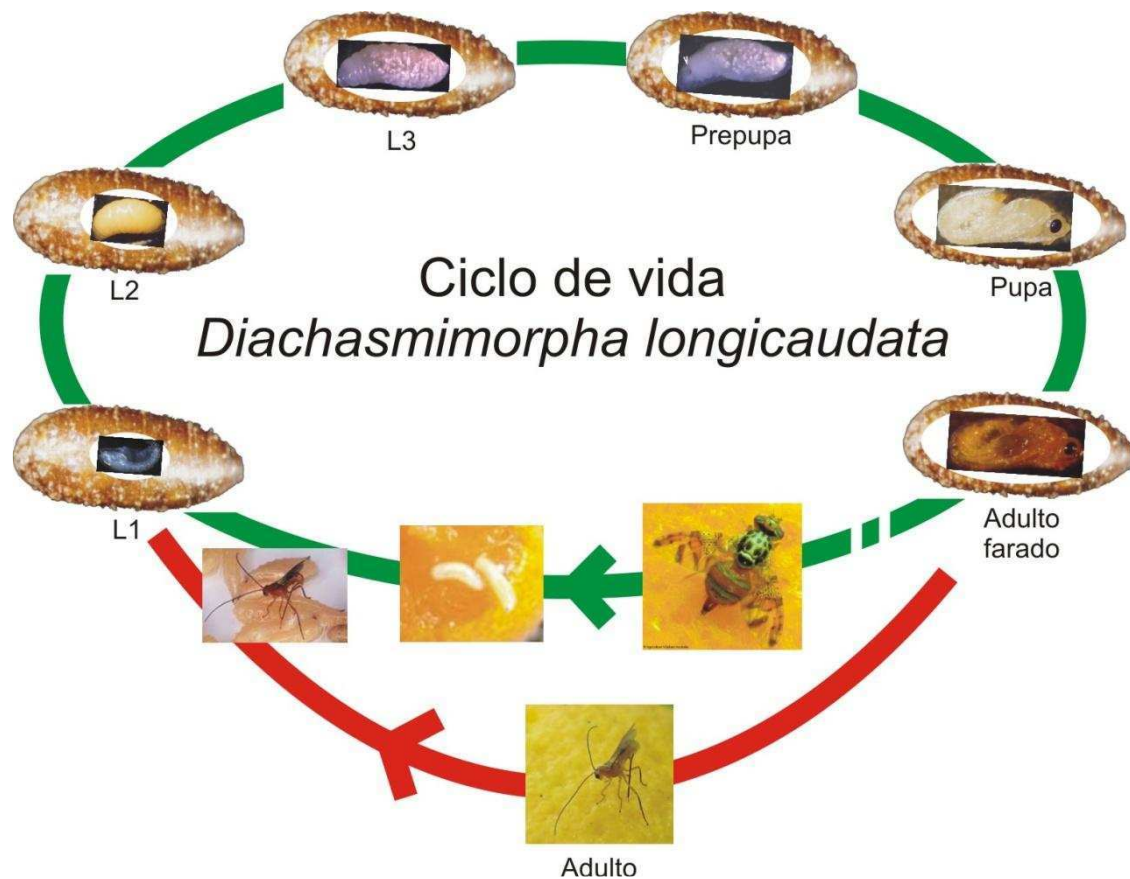 L3
Prepupa
L2
Pupa
Ciclo de vida
Diachasmimorpha longicaudata
L1
Adulto
farado
Adulto